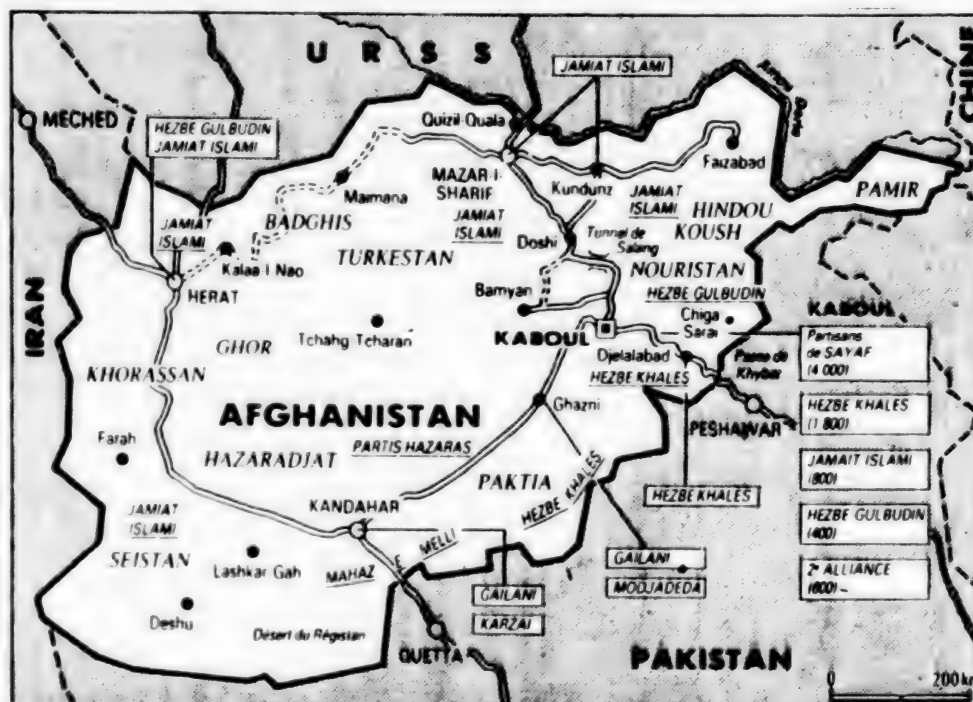 URSS
CHINE
JAMIAT ISLAMI
MECHED
HEZBE GULBUDIN
JAMIAT ISLAMI
Quizil-Quala
Faizabad
MAZAR-I-
SHARIF
Kundunz
PAMIR
Maimana
BADGHIS
JAMIAT
ISLAMI
JAMIAT
ISLAMI
JAMIAT
ISLAMI
HINDOU
KOUSH
Doshi
Tunnel de
Salang
TURKESTAN
Kalaa-I-Nao
NOURISTAN
HEZBE GULBUDIN
IRAN
HERAT
Bamyan
Chiga
Sarai
KABOUL
Tchahg Tcharan
GHOR
Djelalabad
HEZBE KHALES
Passe de
Khyber
KHORASSAN
PESHAWAR
AFGHANISTAN
Ghazni
Farah
HAZARADJAT
PARTIS HAZARAS
PAKTIA
HEZBE KHALES
HEZBE KHALES
KANDAHAR
JAMIAT
ISLAMI
SEISTAN
Lashkar Gah
MAHAZ E MELLI
GAILANI
MODJADEDA
GAILANI
KARZAI
Deshu
Désert du Régistan
QUETTA
PAKISTAN
KABOUL
Partisans
de SAYAF
(4 000)
HEZBE KHALES
(1 800)
JAMAIT ISLAMI
(800)
HEZBE GULBUDIN
(400)
2e ALLIANCE
(600)
0 200 km